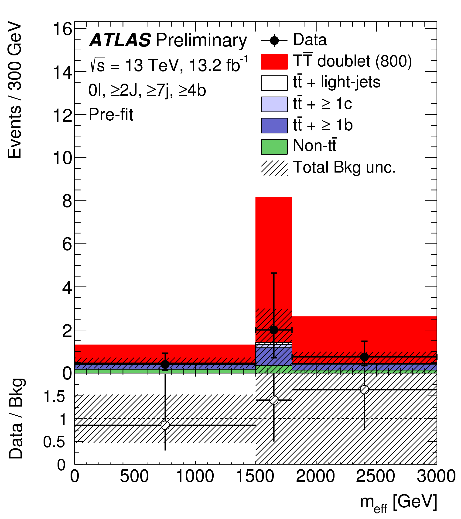 Events / 300 GeV
16
14
12
10
8
6
4
2
0
ATLAS Preliminary
√s = 13 TeV, 13.2 fb⁻¹
0l, ≥2J, ≥7j, ≥4b
Pre-fit
Data
TT̅ doublet (800)
tt̅ + light-jets
tt̅ + ≥ 1c
tt̅ + ≥ 1b
Non-tt̅
Total Bkg unc.
Data / Bkg
1.5
1
0.5
0
0 500 1000 1500 2000 2500 3000
m_eff [GeV]